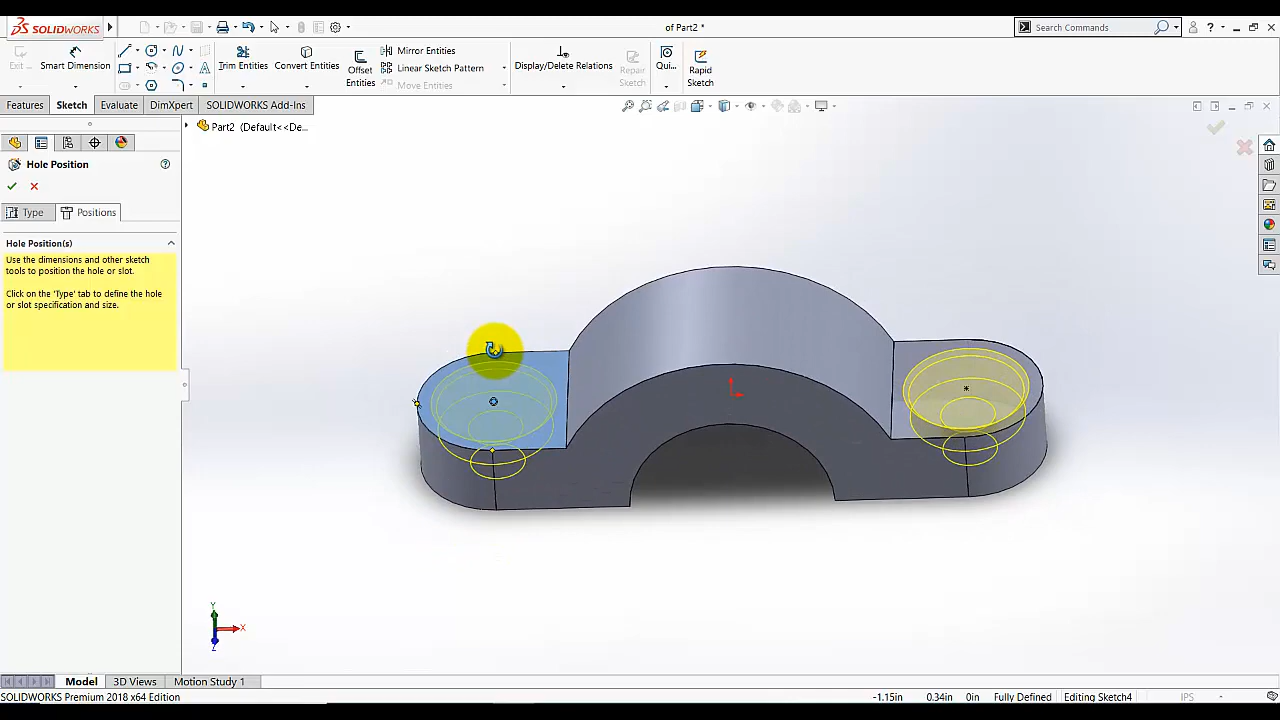 SOLIDWORKS
of Part2 *
Search Commands
?
Exit ...
Smart Dimension
Trim Entities
Convert Entities
Offset Entities
Mirror Entities
Linear Sketch Pattern
Move Entities
Display/Delete Relations
Repair Sketch
Qui...
Rapid Sketch
Features
Sketch
Evaluate
DimXpert
SOLIDWORKS Add-Ins
Part2 (Default<<De...
Hole Position
?
Type
Positions
Hole Position(s)
Use the dimensions and other sketch
tools to position the hole or slot.
Click on the 'Type' tab to define the hole
or slot specification and size.
Y
X
Z
Model
3D Views
Motion Study 1
SOLIDWORKS Premium 2018 x64 Edition
-1.15in
0.34in
0in
Fully Defined
Editing Sketch4
IPS